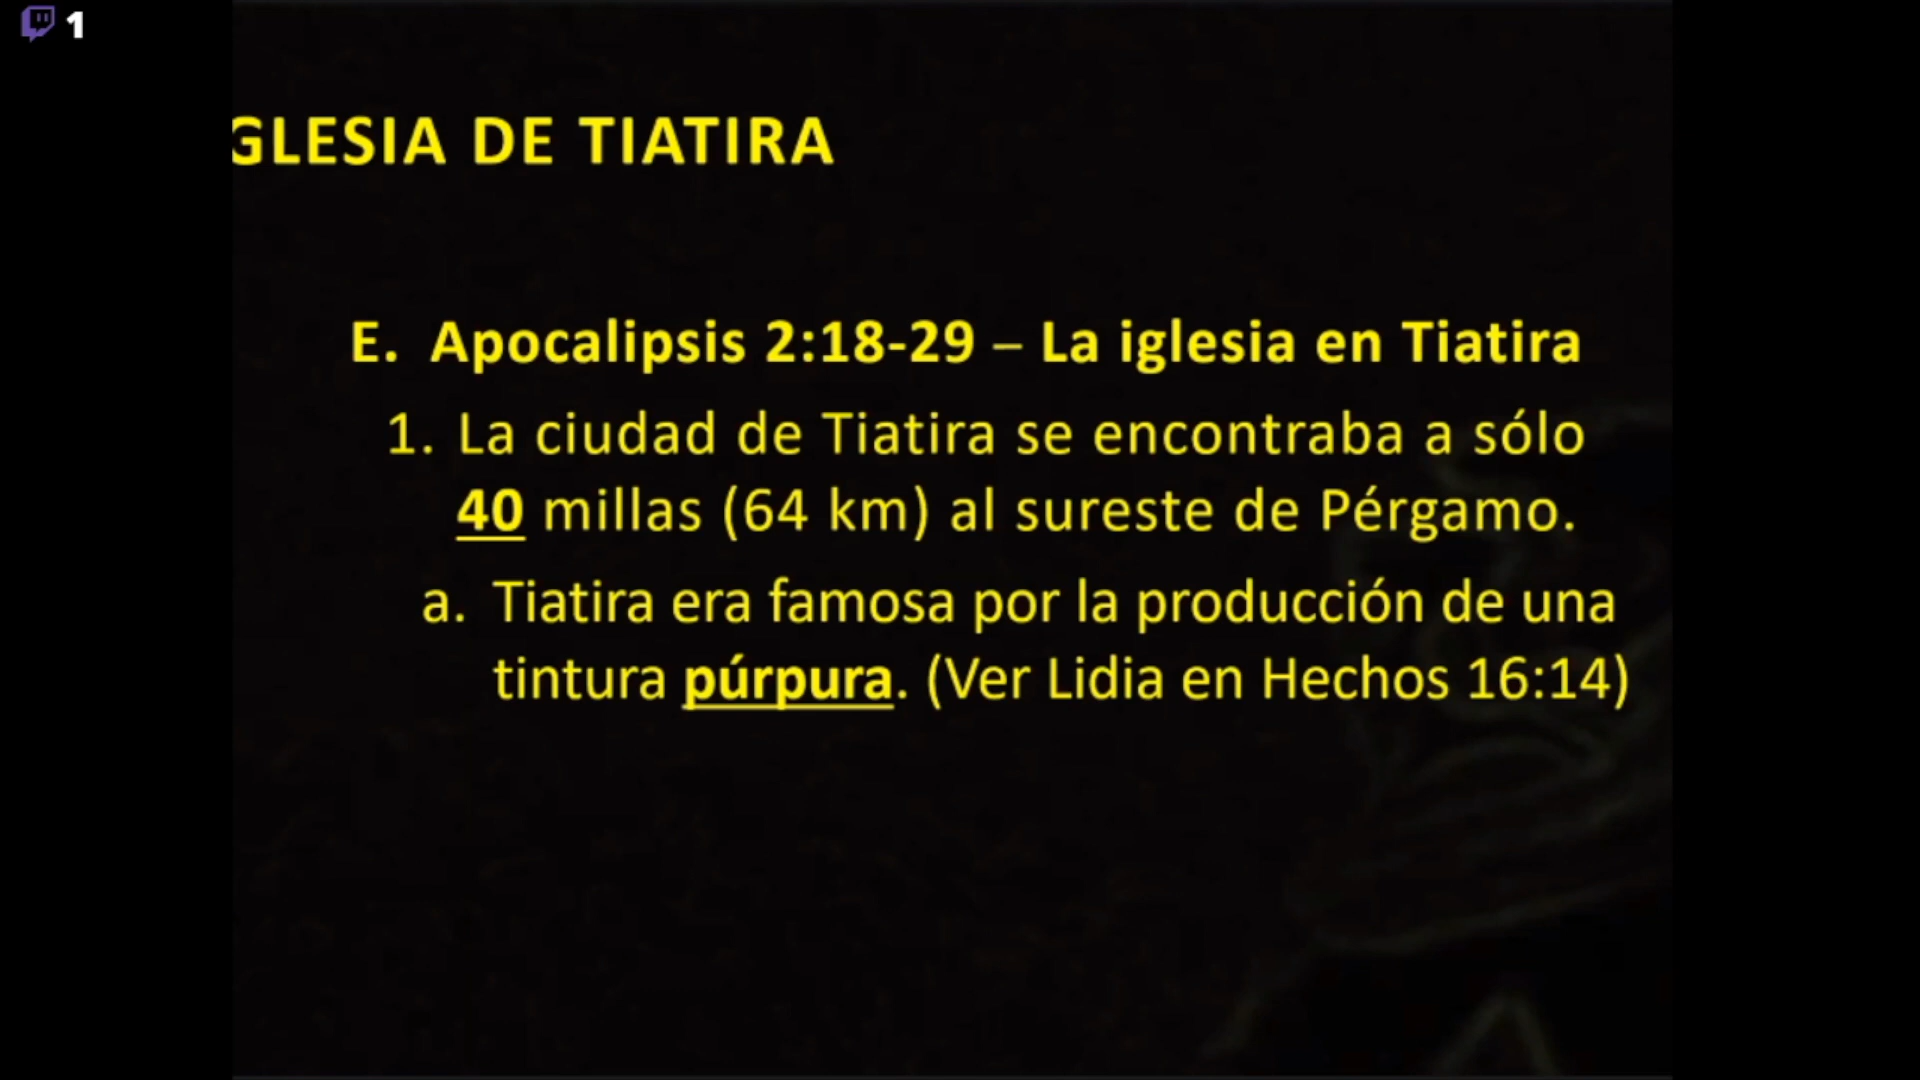 1
GLESIA DE TIATIRA
E. Apocalipsis 2:18-29 – La iglesia en Tiatira
1. La ciudad de Tiatira se encontraba a sólo
40 millas (64 km) al sureste de Pérgamo.
a. Tiatira era famosa por la producción de una
tintura púrpura. (Ver Lidia en Hechos 16:14)